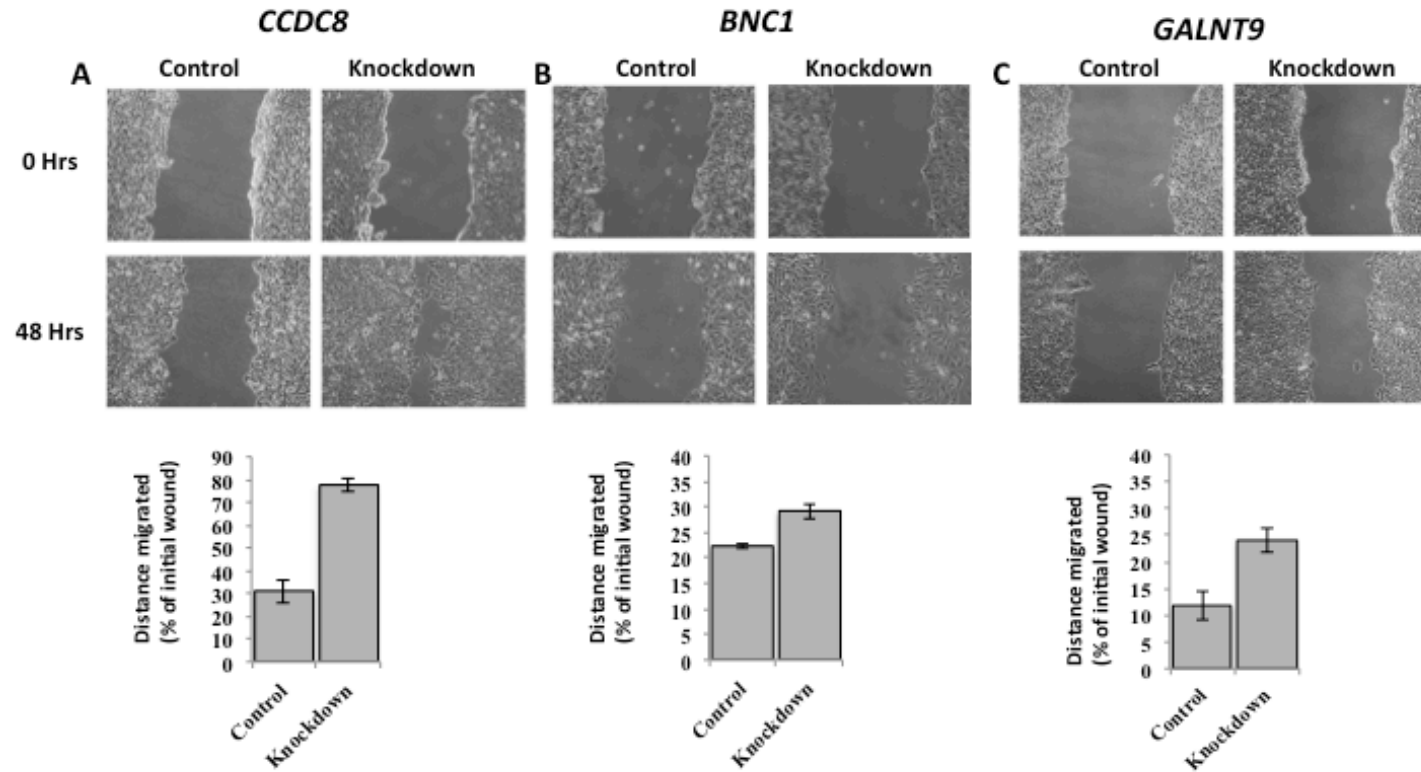 CCDC8
BNC1
GALNT9
A
Control
Knockdown
B
Control
Knockdown
C
Control
Knockdown
0 Hrs
48 Hrs
Distance migrated
(% of initial wound)
90
80
70
60
50
40
30
20
10
0
Control
Knockdown
Distance migrated
(% of initial wound)
40
35
30
25
20
15
10
5
0
Control
Knockdown
Distance migrated
(% of initial wound)
40
35
30
25
20
15
10
5
0
Control
Knockdown